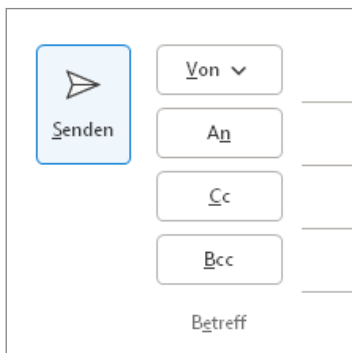 Von
Senden
An
Cc
Bcc
Betreff